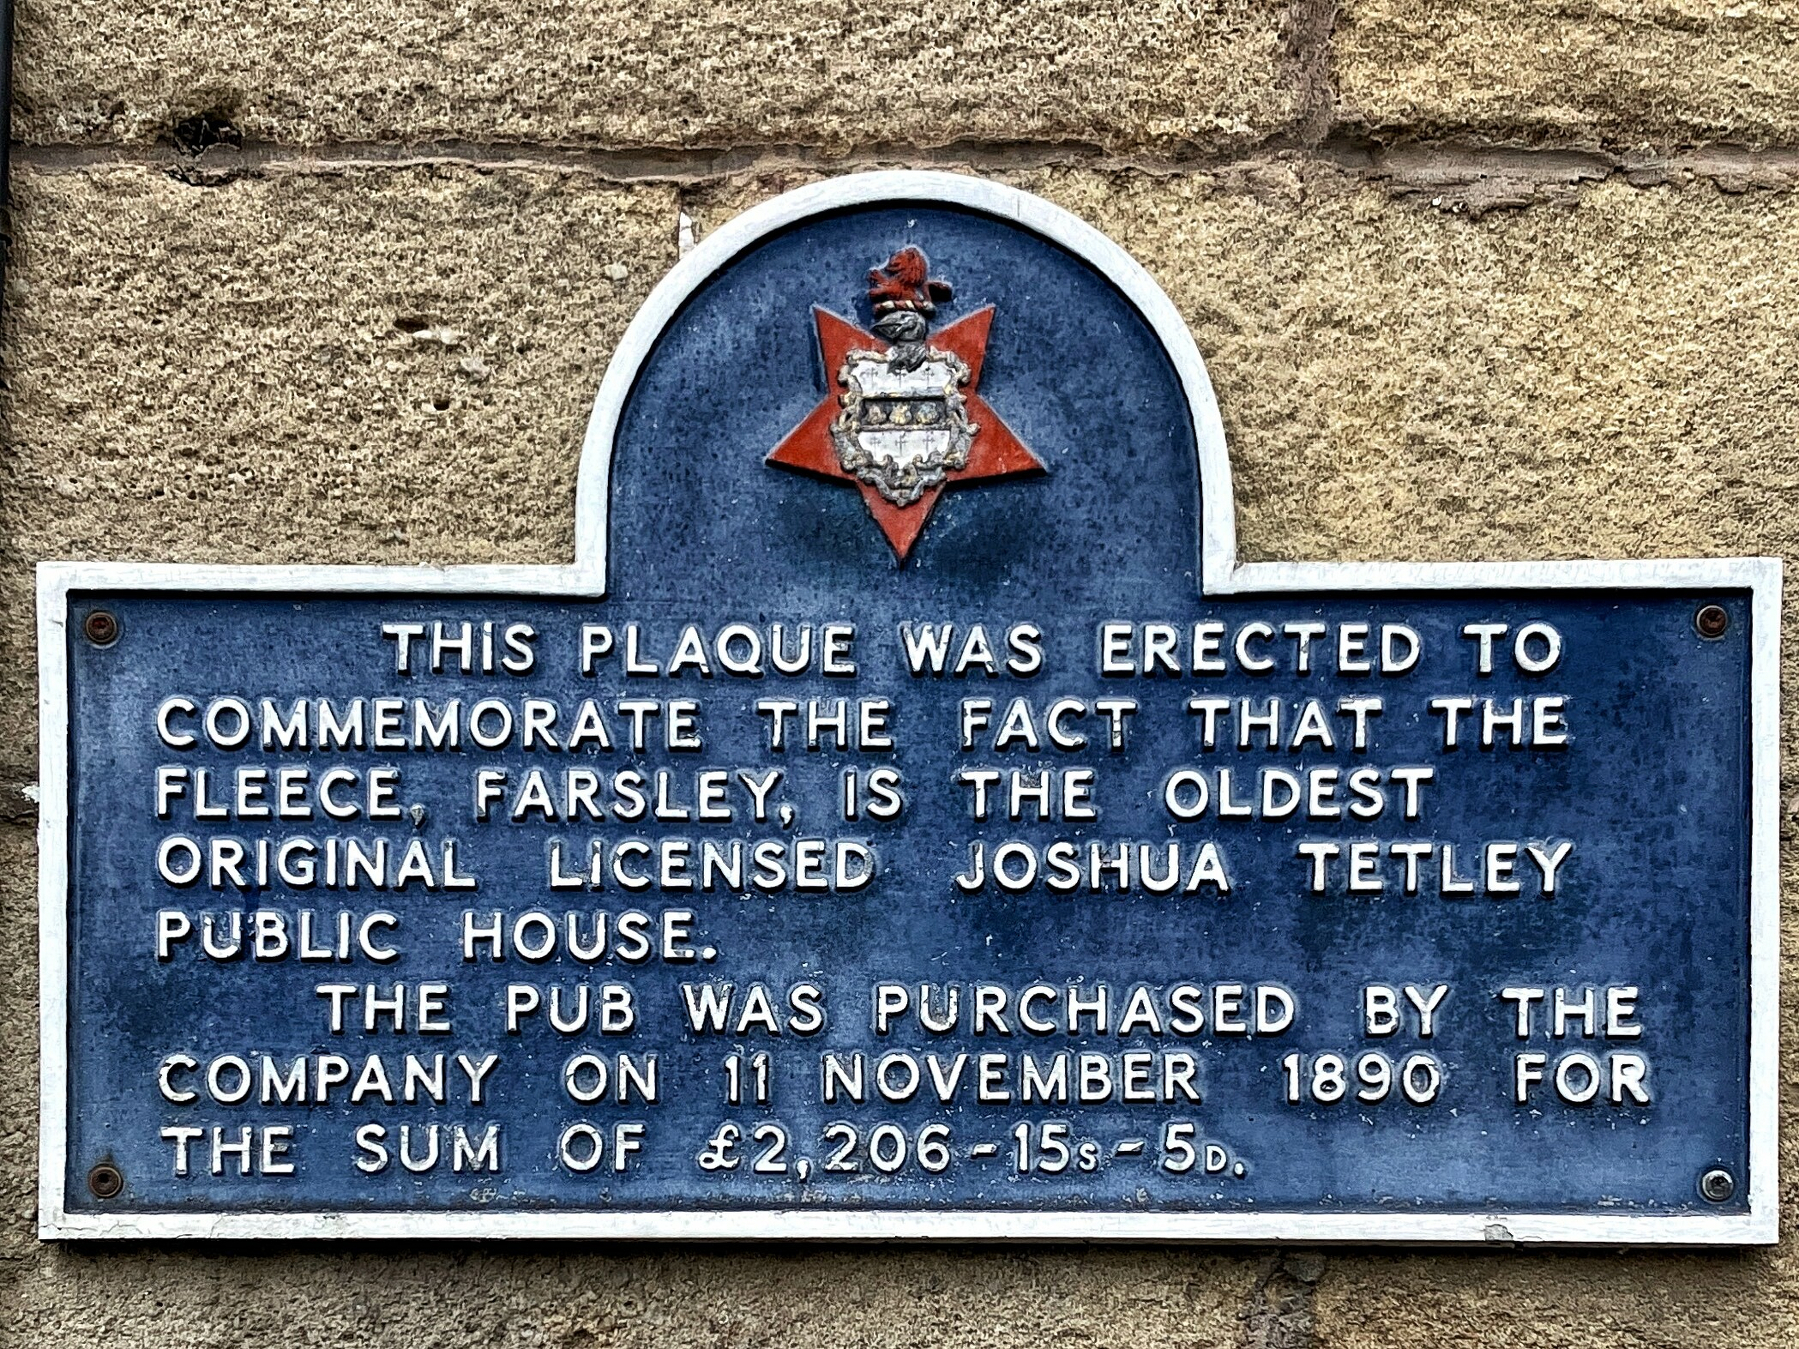 THIS PLAQUE WAS ERECTED TO
COMMEMORATE THE FACT THAT THE
FLEECE, FARSLEY, IS THE OLDEST
ORIGINAL LICENSED JOSHUA TETLEY
PUBLIC HOUSE.
THE PUB WAS PURCHASED BY THE
COMPANY ON 11 NOVEMBER 1890 FOR
THE SUM OF £2,206-15s-5D.